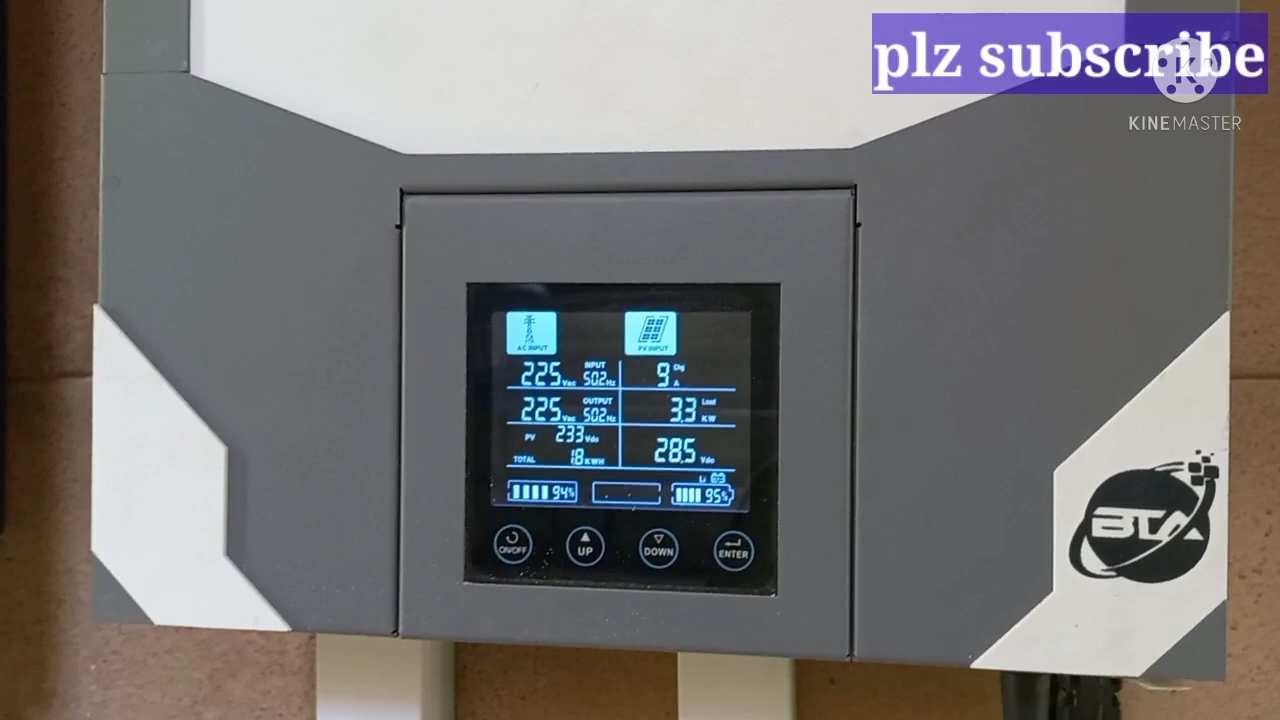 plz subscribe
KINEMASTER
AC INPUT
PV INPUT
225 Vac INPUT 50.2 Hz
9 Chg A
225 Vac OUTPUT 50.2 Hz
3.3 Load KW
PV 233 Vdc
TOTAL 1.8 KWH
28.5 Vdc
Li
94%
95%
ON/OFF
UP
DOWN
ENTER
BTA